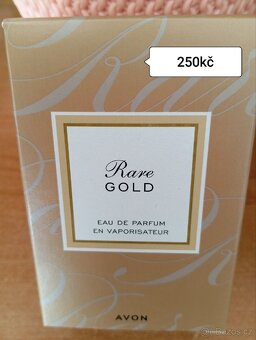 250kč
Rare
GOLD
EAU DE PARFUM
EN VAPORISATEUR
AVON